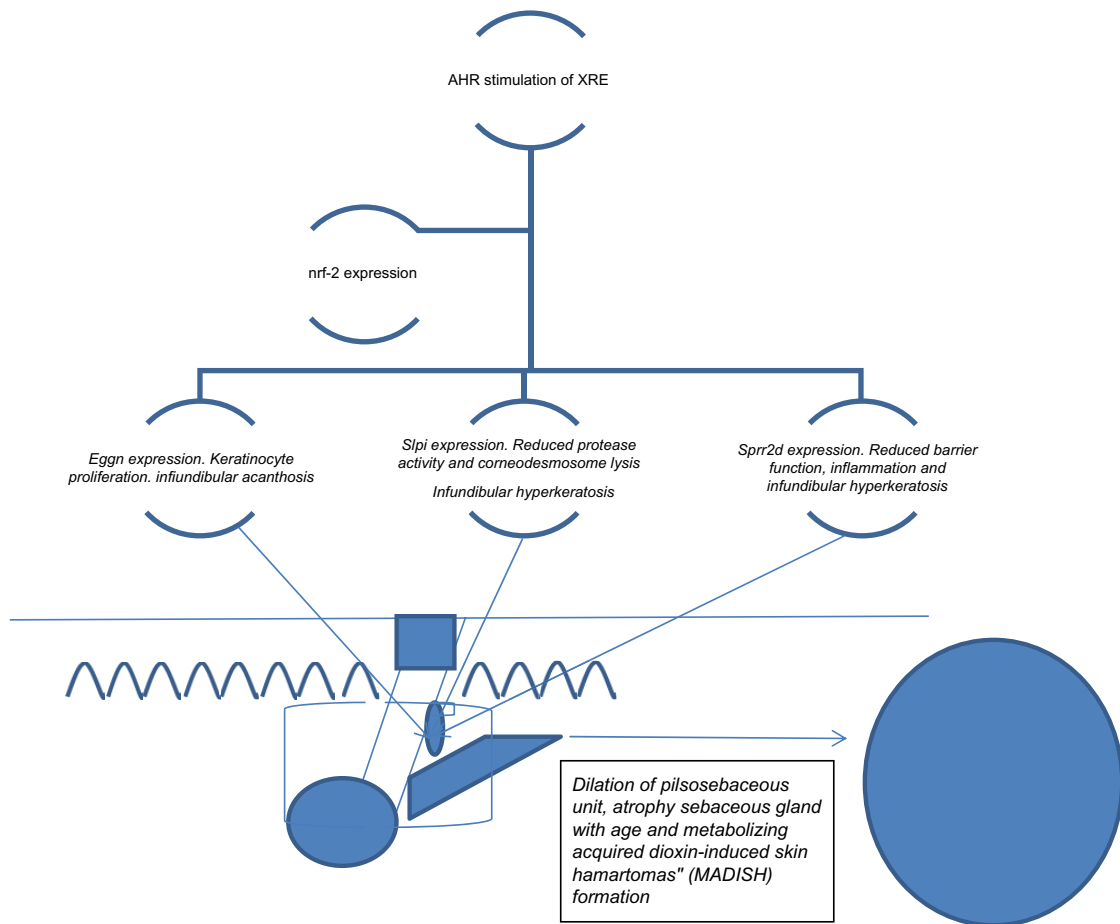 AHR stimulation of XRE
nrf-2 expression
Eggn expression. Keratinocyte
proliferation. infiundibular acanthosis
Slpi expression. Reduced protease
activity and corneodesmosome lysis
Infundibular hyperkeratosis
Sprr2d expression. Reduced barrier
function, inflammation and
infundibular hyperkeratosis
Dilation of pilsosebaceous
unit, atrophy sebaceous gland
with age and metabolizing
acquired dioxin-induced skin
hamartomas" (MADISH)
formation